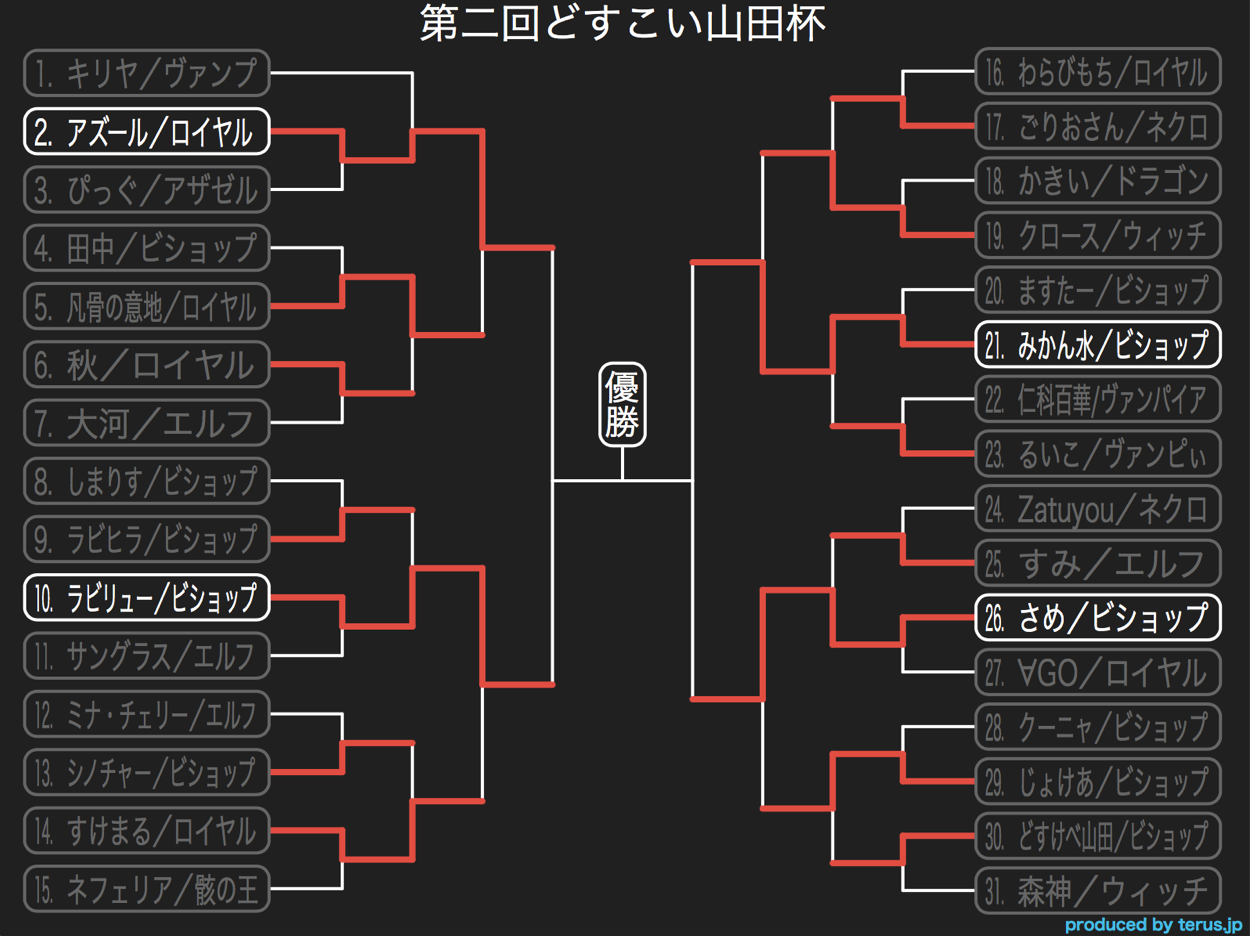 第二回どすこい山田杯
1. キリヤ／ヴァンプ
2. アズール／ロイヤル
3. ぴっぐ／アザゼル
4. 田中／ビショップ
5. 凡骨の意地／ロイヤル
6. 秋／ロイヤル
7. 大河／エルフ
8. しまりす／ビショップ
9. ラビヒラ／ビショップ
10. ラビリュー／ビショップ
11. サングラス／エルフ
12. ミナ・チェリー／エルフ
13. シノチャー／ビショップ
14. すけまる／ロイヤル
15. ネフェリア／骸の王
優勝
16. わらびもち／ロイヤル
17. ごりおさん／ネクロ
18. かきい／ドラゴン
19. クロース／ウィッチ
20. ますたー／ビショップ
21. みかん水／ビショップ
22. 仁科百華/ヴァンパイア
23. るいこ／ヴァンピぃ
24. Zatuyou／ネクロ
25. すみ／エルフ
26. さめ／ビショップ
27. ∀GO／ロイヤル
28. クーニャ／ビショップ
29. じょけあ／ビショップ
30. どすけべ山田/ビショップ
31. 森神／ウィッチ
produced by terus.jp